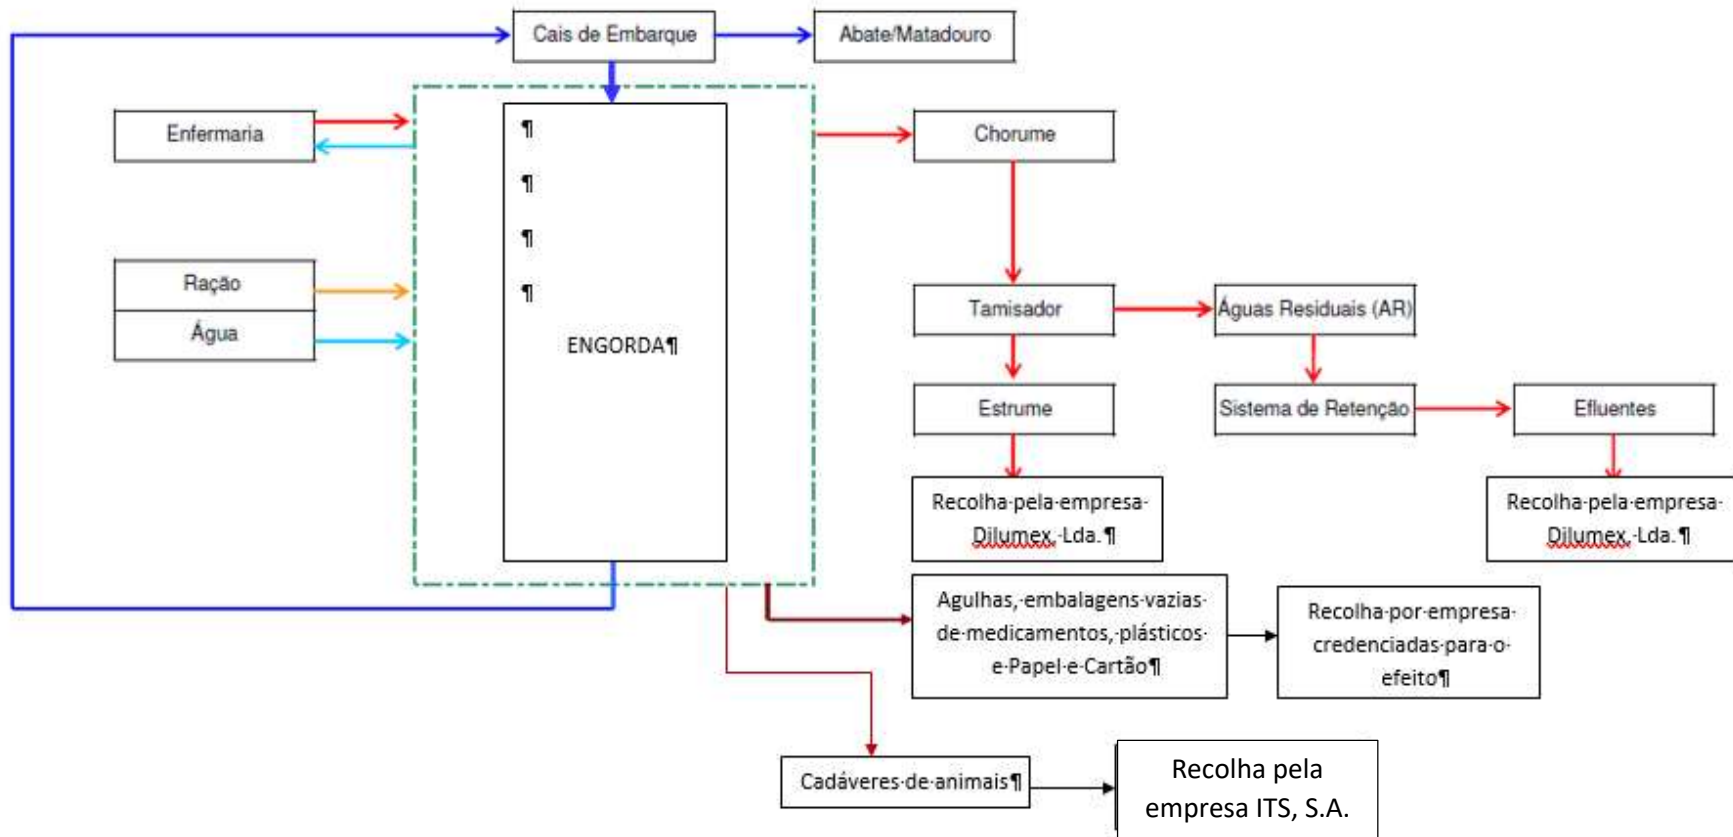 Cais de Embarque
Abate/Matadouro
Enfermaria
¶
¶
¶
¶
ENGORDA¶
Chorume
Ração
Água
Tamisador
Águas Residuais (AR)
Estrume
Sistema de Retenção
Efluentes
Recolha·pela·empresa·
Dilumex,·Lda.¶
Recolha·pela·empresa·
Dilumex,·Lda.¶
Agulhas,·embalagens·vazias·
de·medicamentos,·plásticos·
e·Papel·e·Cartão¶
Recolha·por·empresa·
credenciadas·para·o·
efeito¶
Cadáveres·de·animais¶
Recolha pela
empresa ITS, S.A.